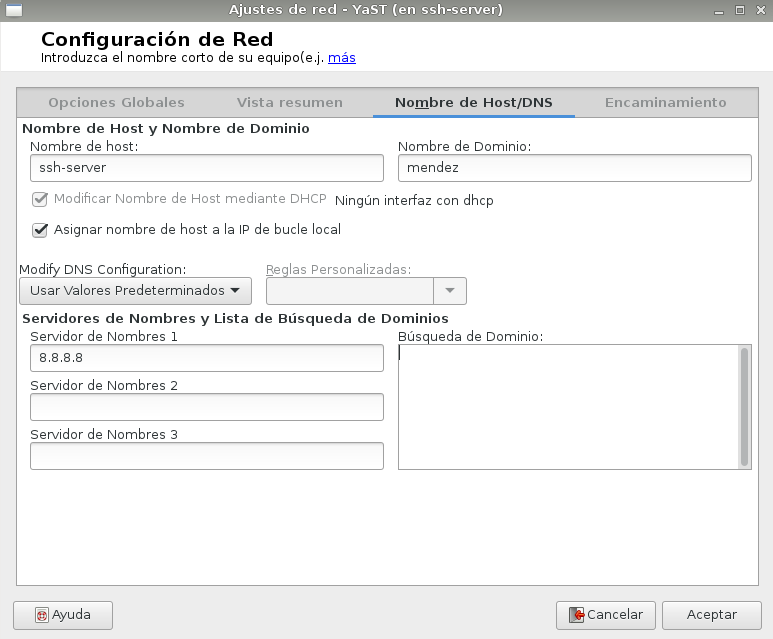 Ajustes de red - YaST (en ssh-server)
Configuración de Red
Introduzca el nombre corto de su equipo(e.j. más
Opciones Globales Vista resumen Nombre de Host/DNS Encaminamiento
Nombre de Host y Nombre de Dominio
Nombre de host: Nombre de Dominio:
ssh-server mendez
Modificar Nombre de Host mediante DHCP Ningún interfaz con dhcp
Asignar nombre de host a la IP de bucle local
Modify DNS Configuration: Reglas Personalizadas:
Usar Valores Predeterminados
Servidores de Nombres y Lista de Búsqueda de Dominios
Servidor de Nombres 1 Búsqueda de Dominio:
8.8.8.8
Servidor de Nombres 2
Servidor de Nombres 3
Ayuda Cancelar Aceptar